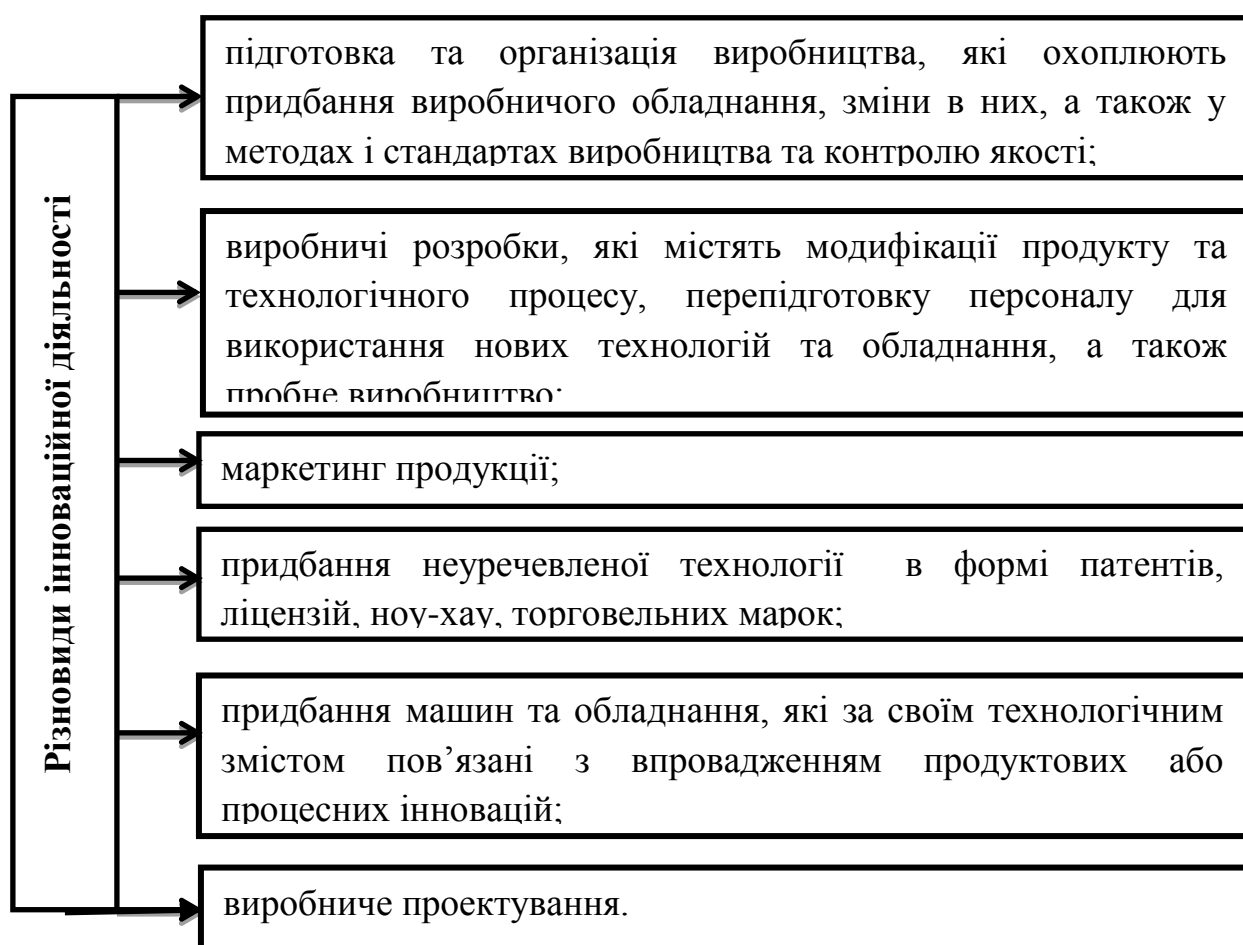 Різновиди інноваційної діяльності
підготовка та організація виробництва, які охоплюють
придбання виробничого обладнання, зміни в них, а також у
методах і стандартах виробництва та контролю якості;
виробничі розробки, які містять модифікації продукту та
технологічного процесу, перепідготовку персоналу для
використання нових технологій та обладнання, а також
пробне виробництво;
маркетинг продукції;
придбання неуречевленої технології в формі патентів,
ліцензій, ноу-хау, торговельних марок;
придбання машин та обладнання, які за своїм технологічним
змістом пов’язані з впровадженням продуктових або
процесних інновацій;
виробниче проектування.